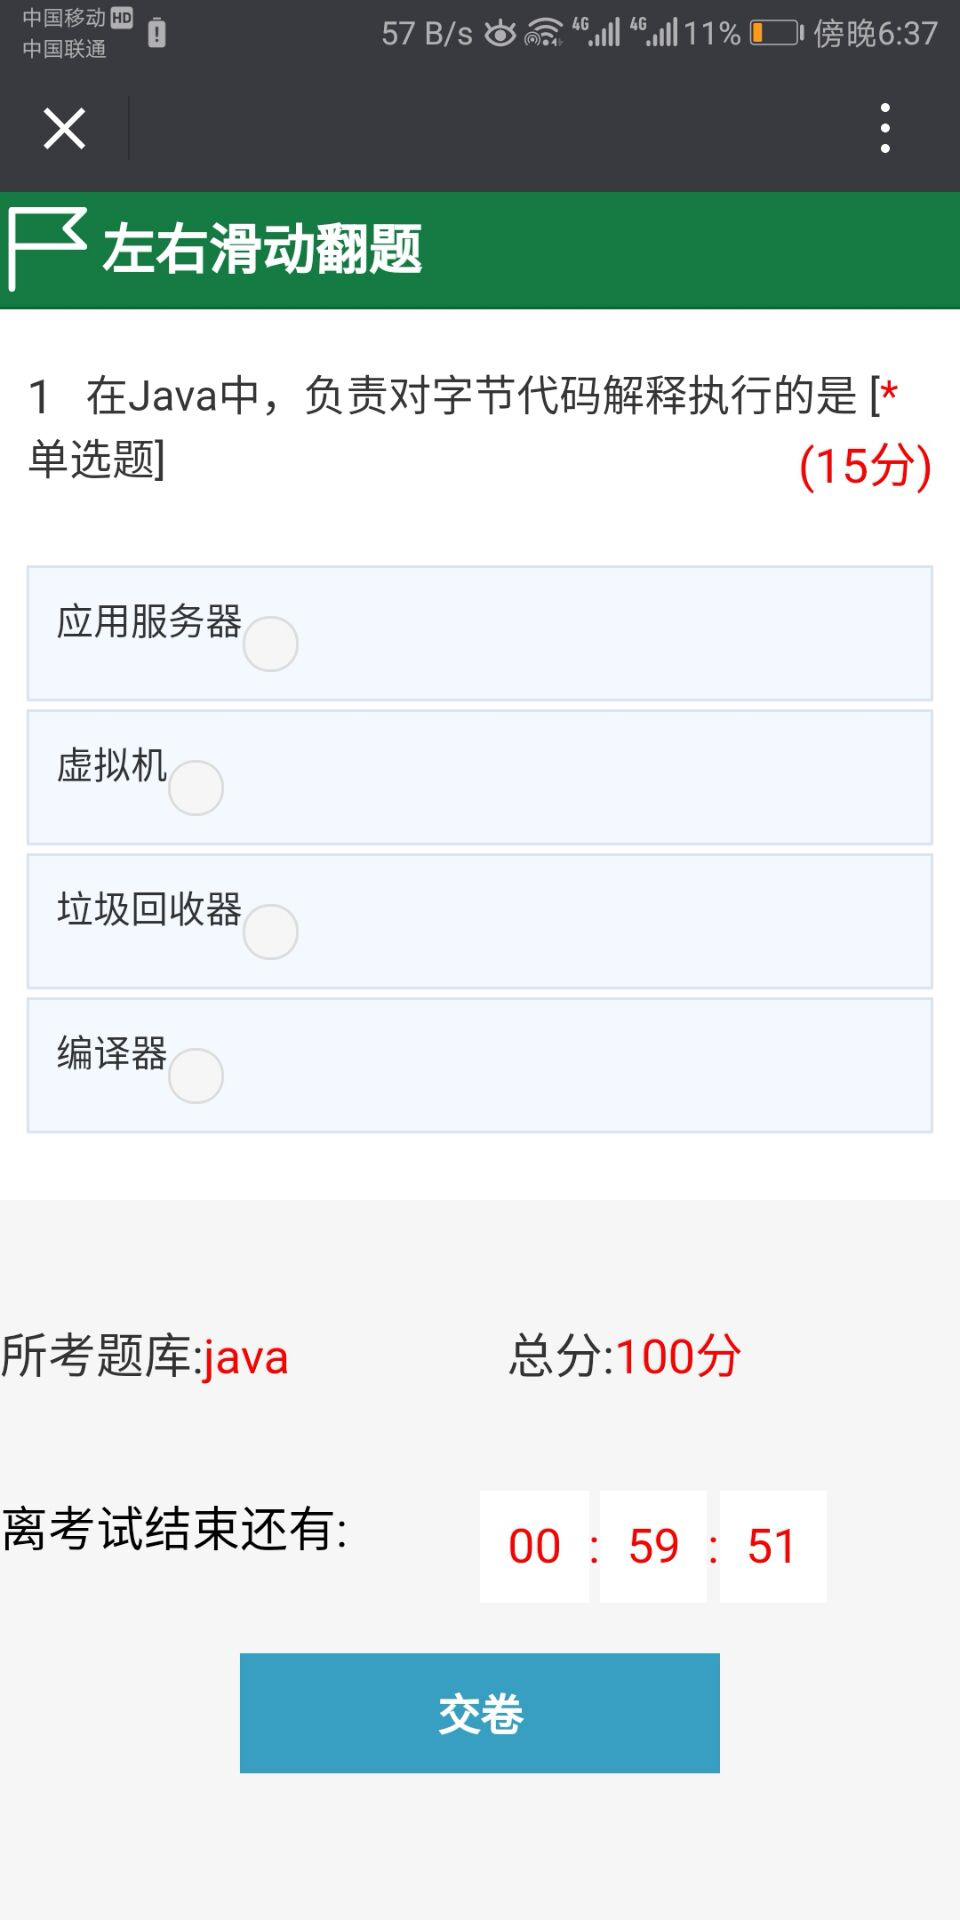 中国移动 HD
中国联通
57 B/s 4G 4G 11% 傍晚6:37
左右滑动翻题
1 在Java中，负责对字节代码解释执行的是 [*
单选题]
(15分)
应用服务器
虚拟机
垃圾回收器
编译器
所考题库:java 总分:100分
离考试结束还有: 00 : 59 : 51
交卷